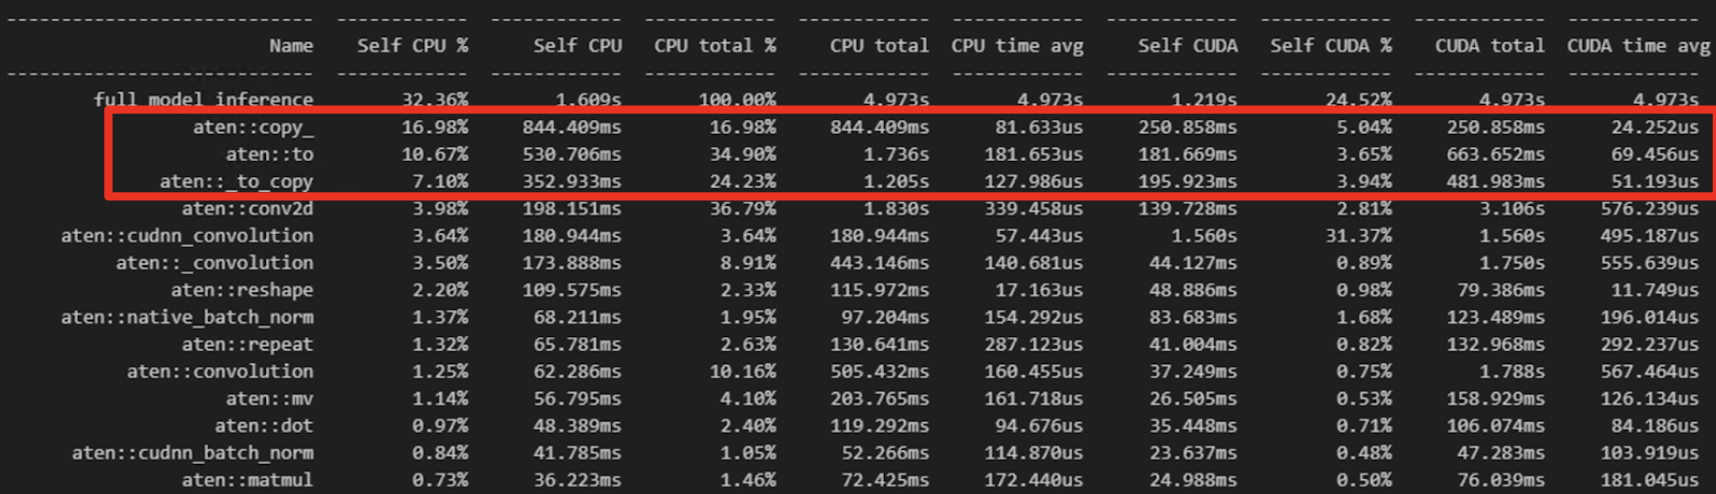 Name Self CPU % Self CPU CPU total % CPU total CPU time avg Self CUDA Self CUDA % CUDA total CUDA time avg
full_model_inference 32.36% 1.609s 100.00% 4.973s 4.973s 1.219s 24.52% 4.973s 4.973s
aten::copy_ 16.98% 844.409ms 16.98% 844.409ms 81.633us 250.858ms 5.04% 250.858ms 24.252us
aten::to 10.67% 530.706ms 34.90% 1.736s 181.653us 181.669ms 3.65% 663.652ms 69.456us
aten::_to_copy 7.10% 352.933ms 24.23% 1.205s 127.986us 195.923ms 3.94% 481.983ms 51.193us
aten::conv2d 3.98% 198.151ms 36.79% 1.830s 339.458us 139.728ms 2.81% 3.106s 576.239us
aten::cudnn_convolution 3.64% 180.944ms 3.64% 180.944ms 57.443us 1.560s 31.37% 1.560s 495.187us
aten::_convolution 3.50% 173.888ms 8.91% 443.146ms 140.681us 44.127ms 0.89% 1.750s 555.639us
aten::reshape 2.20% 109.575ms 2.33% 115.972ms 17.163us 48.886ms 0.98% 79.386ms 11.749us
aten::native_batch_norm 1.37% 68.211ms 1.95% 97.204ms 154.292us 83.683ms 1.68% 123.489ms 196.014us
aten::repeat 1.32% 65.781ms 2.63% 130.641ms 287.123us 41.004ms 0.82% 132.968ms 292.237us
aten::convolution 1.25% 62.286ms 10.16% 505.432ms 160.455us 37.249ms 0.75% 1.788s 567.464us
aten::mv 1.14% 56.795ms 4.10% 203.765ms 161.718us 26.505ms 0.53% 158.929ms 126.134us
aten::dot 0.97% 48.389ms 2.40% 119.292ms 94.676us 35.448ms 0.71% 106.074ms 84.186us
aten::cudnn_batch_norm 0.84% 41.785ms 1.05% 52.266ms 114.870us 23.637ms 0.48% 47.283ms 103.919us
aten::matmul 0.73% 36.223ms 1.46% 72.425ms 172.440us 24.988ms 0.50% 76.039ms 181.045us